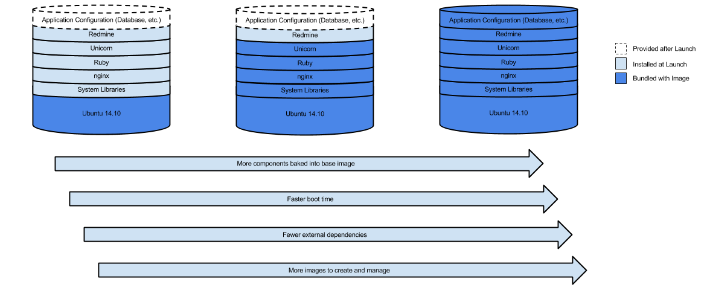 Application Configuration (Database, etc.)
Redmine
Unicorn
Ruby
nginx
System Libraries
Ubuntu 14.10
Application Configuration (Database, etc.)
Redmine
Unicorn
Ruby
nginx
System Libraries
Ubuntu 14.10
Application Configuration (Database, etc.)
Redmine
Unicorn
Ruby
nginx
System Libraries
Ubuntu 14.10
Provided after Launch
Installed at Launch
Bundled with Image
More components baked into base image
Faster boot time
Fewer external dependencies
More images to create and manage